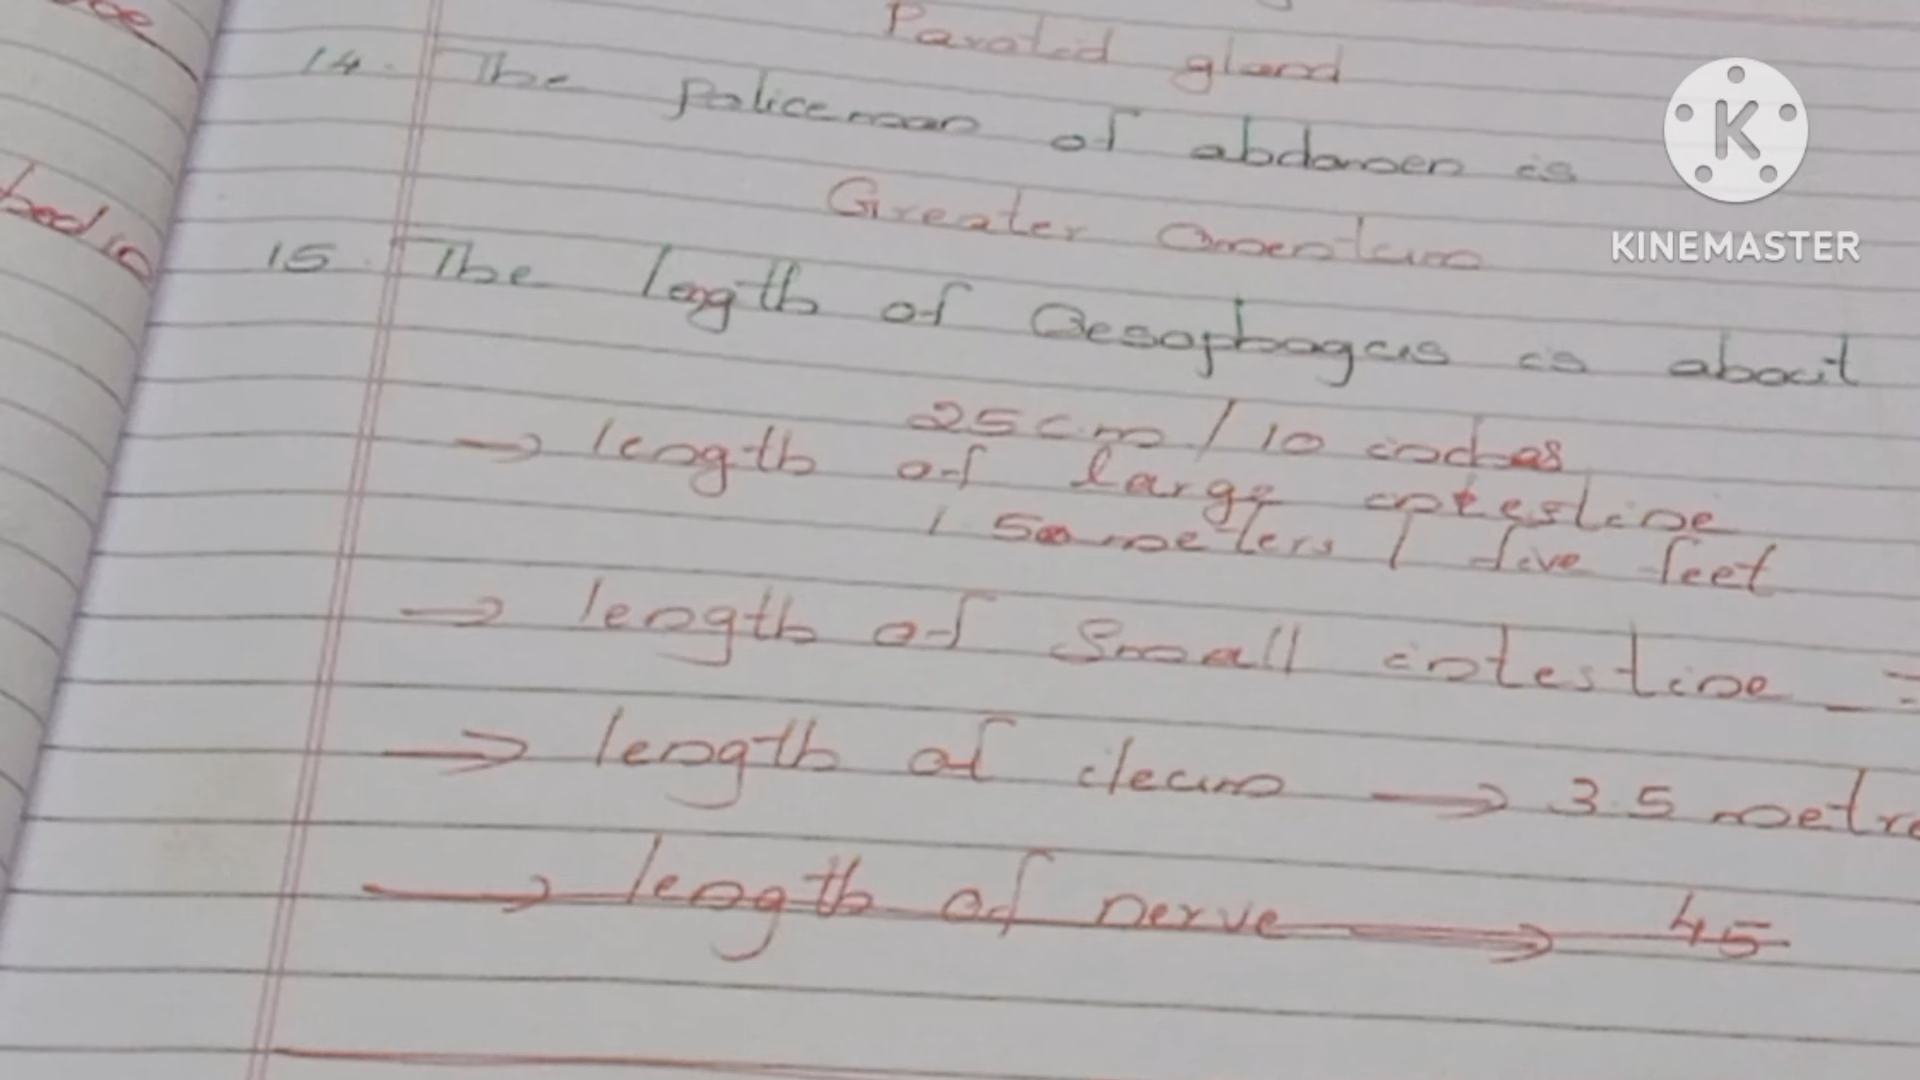 Parotid gland
14. The policeman of abdomen is
Greater Omentum
15. The length of Oesophagus is about
25 cm / 10 inches
→ length of large intestine
1.5 meters / five feet
→ length of Small intestine =
→ length of ileum → 3.5 metre
→ length of nerve → 45
K
KINEMASTER